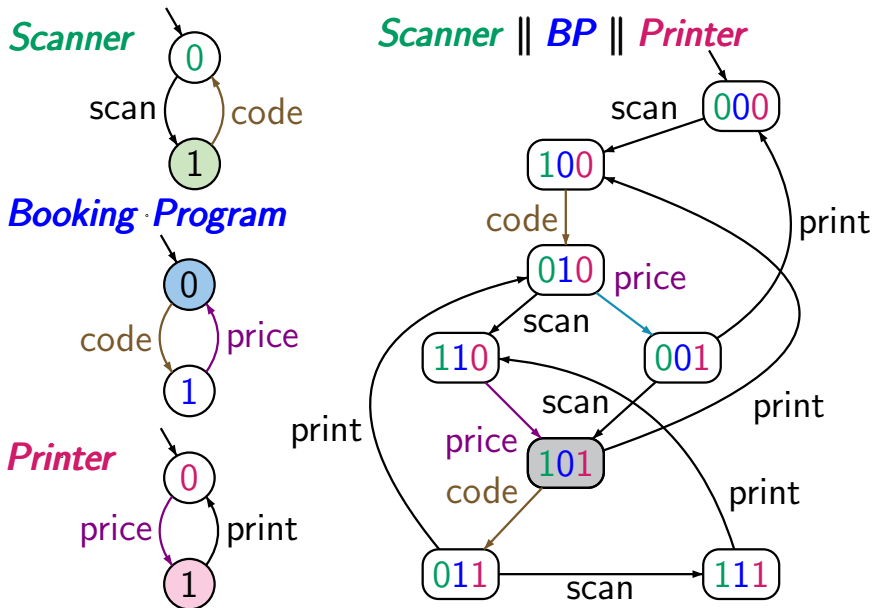 Scanner
0
scan
code
1
Booking Program
0
code
price
1
Printer
0
price
print
1
Scanner || BP || Printer
000
scan
100
code
print
010
price
scan
110
001
scan
print
print
price
101
code
print
011
scan
111